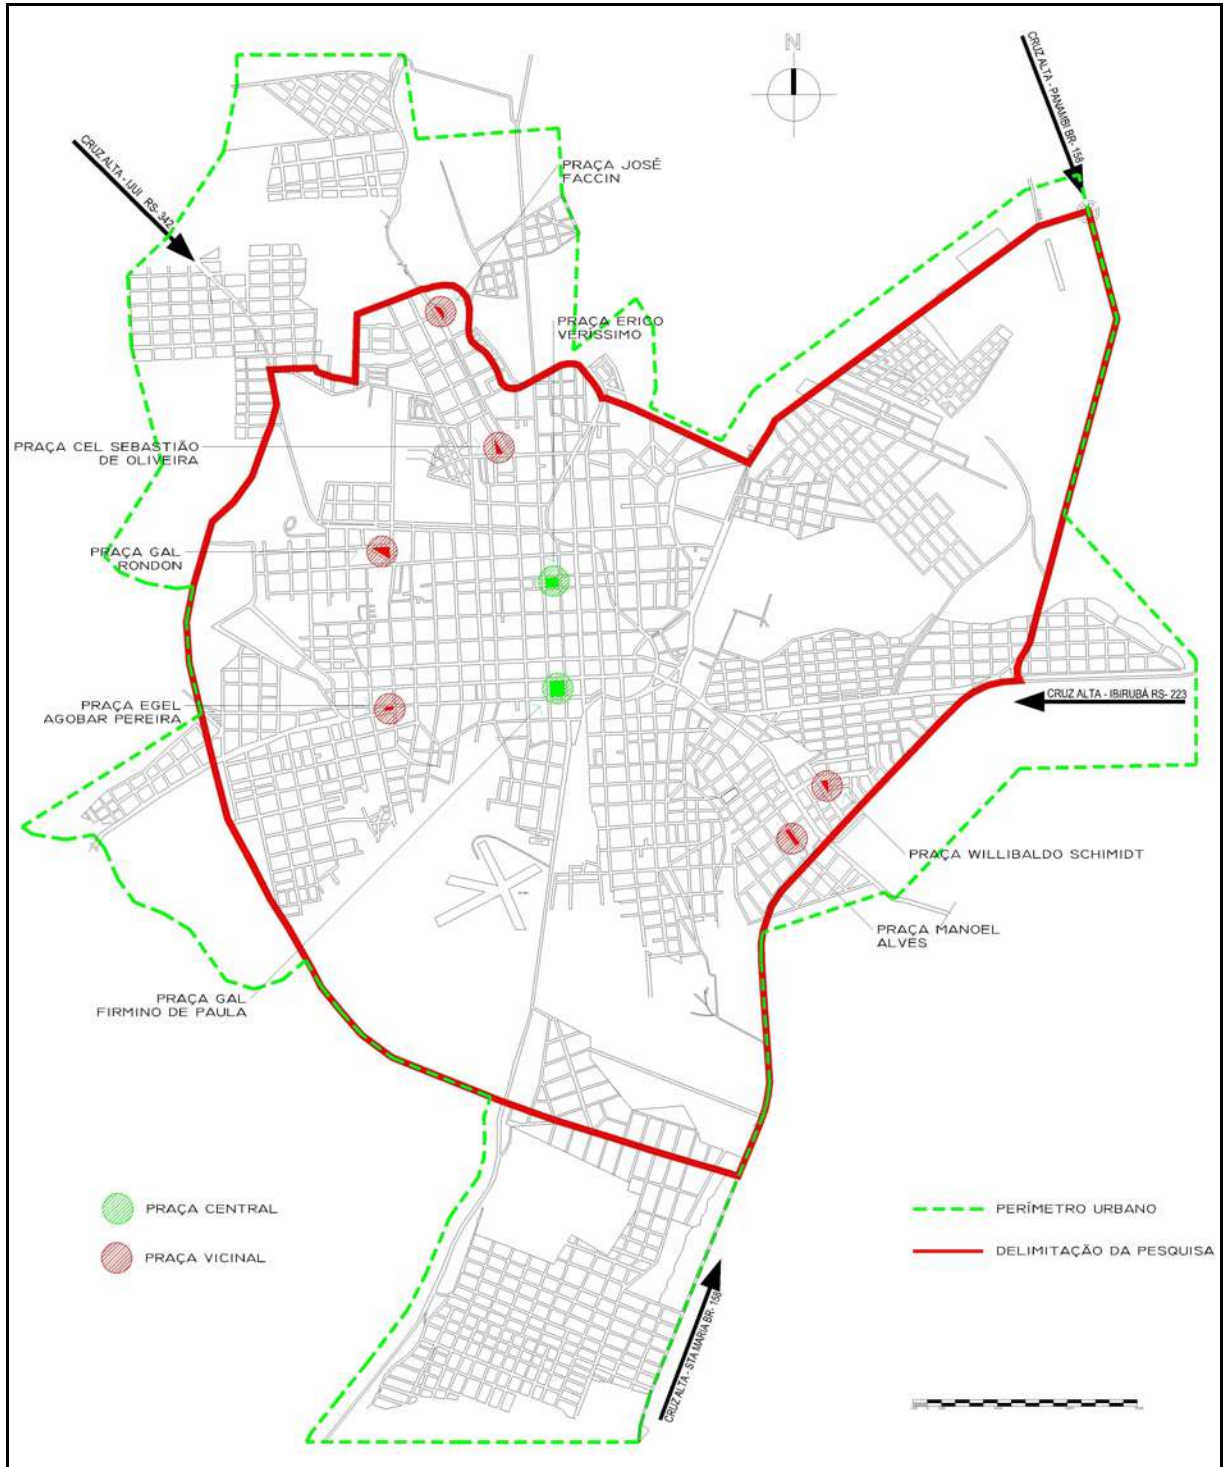 N
CRUZ ALTA - PANAMBI BR- 158
CRUZ ALTA - IJUI RS- 342
PRAÇA JOSÉ
FACCIN
PRAÇA ERICO
VERÍSSIMO
PRAÇA CEL SEBASTIÃO
DE OLIVEIRA
PRAÇA GAL
RONDON
PRAÇA EGEL
AGOBAR PEREIRA
CRUZ ALTA - IBIRUBÁ RS- 223
PRAÇA WILLIBALDO SCHIMIDT
PRAÇA MANOEL
ALVES
PRAÇA GAL
FIRMINO DE PAULA
PRAÇA CENTRAL
PRAÇA VICINAL
PERÍMETRO URBANO
DELIMITAÇÃO DA PESQUISA
CRUZ ALTA - STA MARIA BR- 158